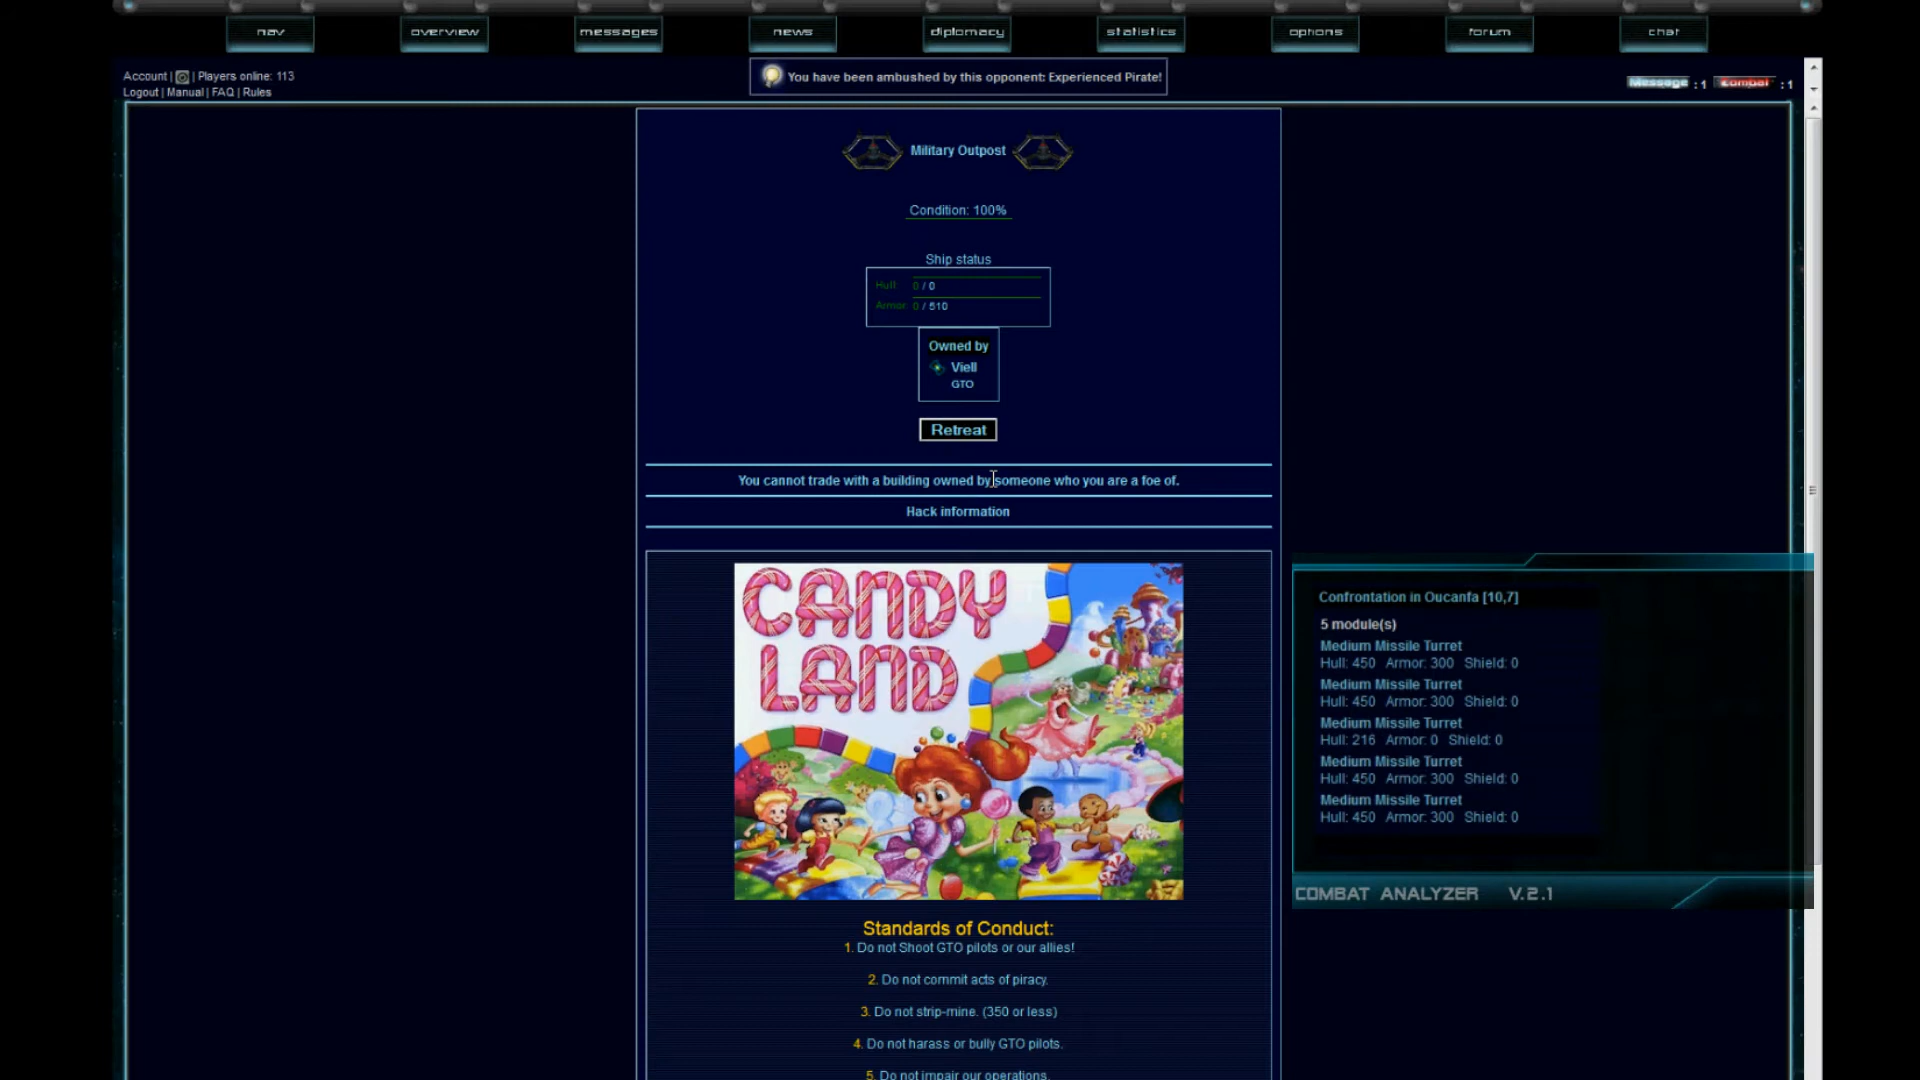 nav
overview
messages
news
diplomacy
statistics
options
forum
chat
Account | | Players online: 113
Logout | Manual | FAQ | Rules
You have been ambushed by this opponent: Experienced Pirate!
Message : 1 Combat : 1
Military Outpost
Condition: 100%
Ship status
Hull: 0 / 0
Armor: 0 / 510
Owned by
Viell
GTO
Retreat
You cannot trade with a building owned by someone who you are a foe of.
Hack information
CANDY
LAND
Standards of Conduct:
1. Do not Shoot GTO pilots or our allies!
2. Do not commit acts of piracy.
3. Do not strip-mine. (350 or less)
4. Do not harass or bully GTO pilots.
5. Do not impair our operations.
Confrontation in Oucanfa [10,7]
5 module(s)
Medium Missile Turret
Hull: 450 Armor: 300 Shield: 0
Medium Missile Turret
Hull: 450 Armor: 300 Shield: 0
Medium Missile Turret
Hull: 216 Armor: 0 Shield: 0
Medium Missile Turret
Hull: 450 Armor: 300 Shield: 0
Medium Missile Turret
Hull: 450 Armor: 300 Shield: 0
COMBAT ANALYZER V.2.1